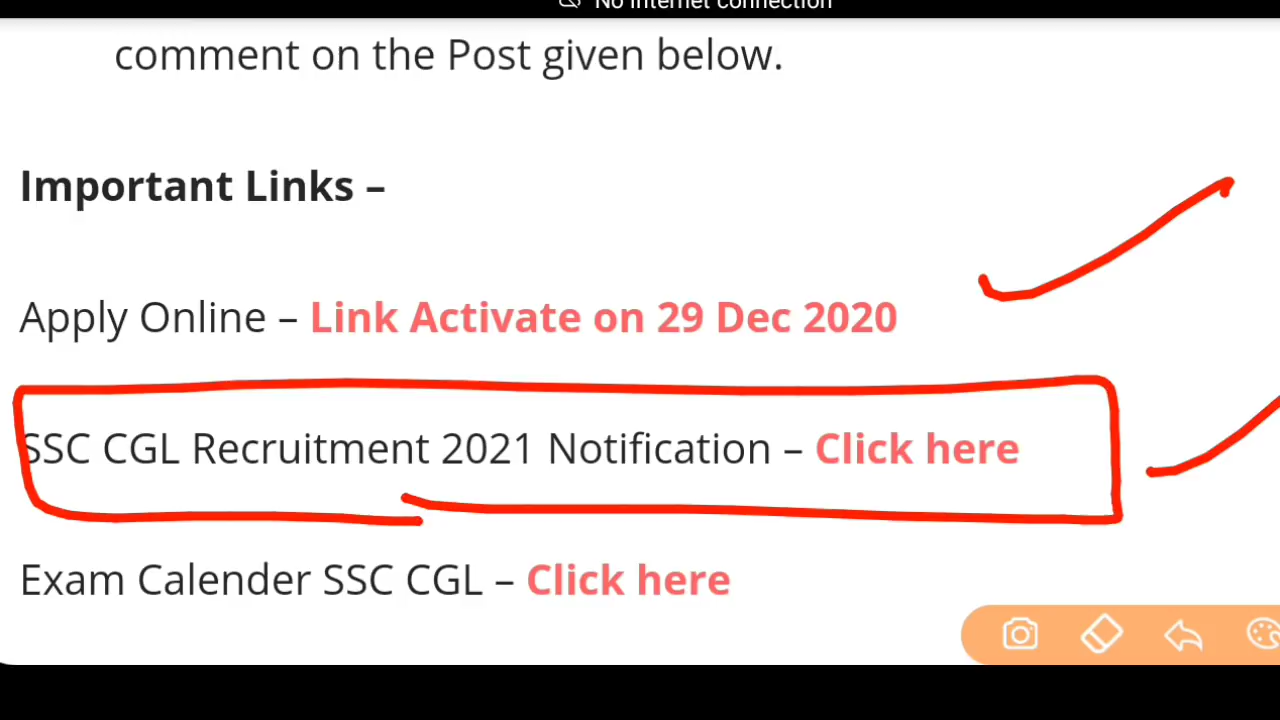 No internet connection
comment on the Post given below.
Important Links –
Apply Online – Link Activate on 29 Dec 2020
SSC CGL Recruitment 2021 Notification – Click here
Exam Calender SSC CGL – Click here